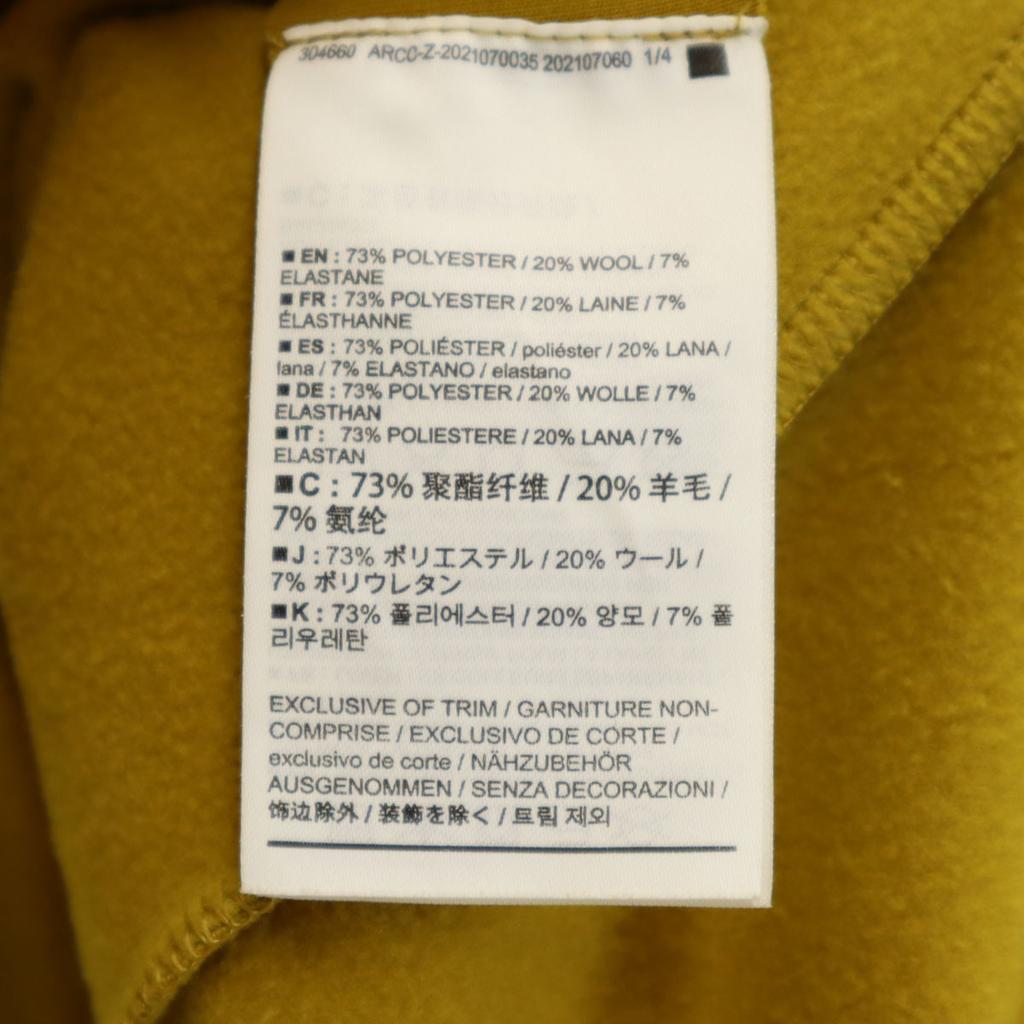 304660 ARCC-Z-2021070035 202107060 1/4
■ EN : 73% POLYESTER / 20% WOOL / 7%
ELASTANE
■ FR : 73% POLYESTER / 20% LAINE / 7%
ÉLASTHANNE
■ ES : 73% POLIÉSTER / poliéster / 20% LANA /
lana / 7% ELASTANO / elastano
■ DE : 73% POLYESTER / 20% WOLLE / 7%
ELASTHAN
■ IT : 73% POLIESTERE / 20% LANA / 7%
ELASTAN
■ C : 73% 聚酯纤维 / 20% 羊毛 /
7% 氨纶
■ J : 73% ポリエステル / 20% ウール /
7% ポリウレタン
■ K : 73% 폴리에스터 / 20% 양모 / 7% 폴
리우레탄
EXCLUSIVE OF TRIM / GARNITURE NON-
COMPRISE / EXCLUSIVO DE CORTE /
exclusivo de corte / NÄHZUBEHÖR
AUSGENOMMEN / SENZA DECORAZIONI /
饰边除外 / 装飾を除く / 트림 제외